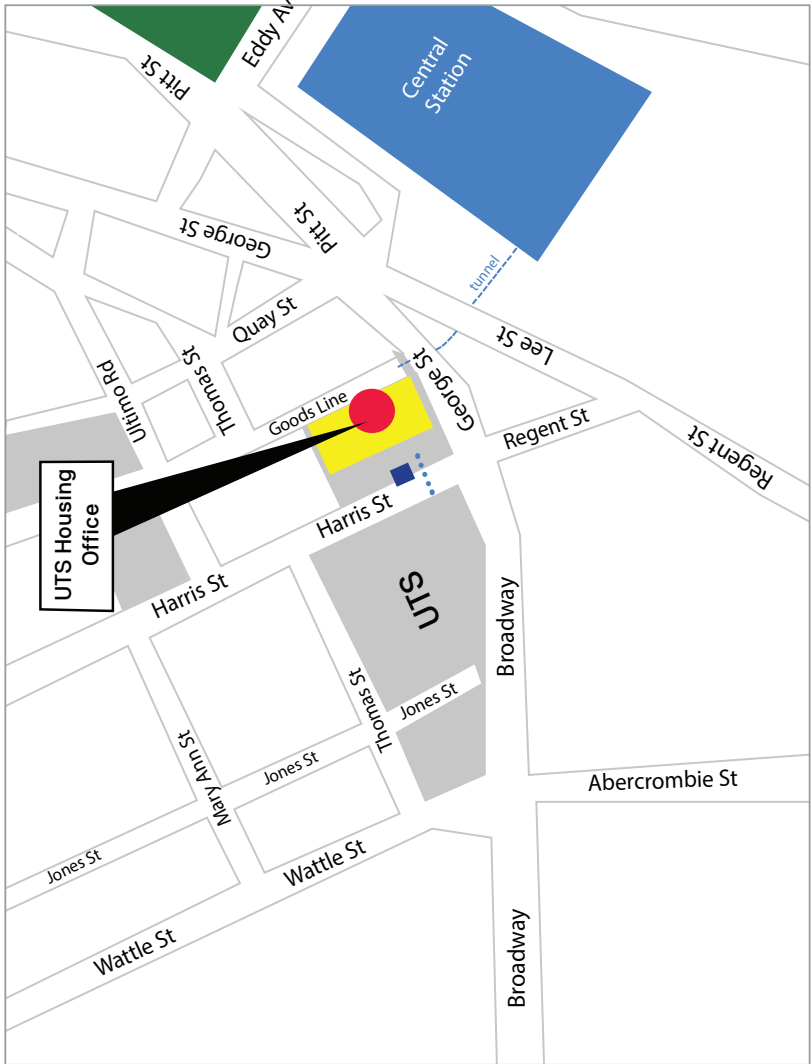 Pitt St
Eddy Av
Central
Station
George St
Pitt St
tunnel
Quay St
Lee St
Ultimo Rd
Thomas St
George St
Goods Line
Regent St
Regent St
UTS Housing
Office
Harris St
Harris St
UTS
Broadway
Thomas St
Jones St
Mary Ann St
Jones St
Abercrombie St
Jones St
Wattle St
Wattle St
Broadway